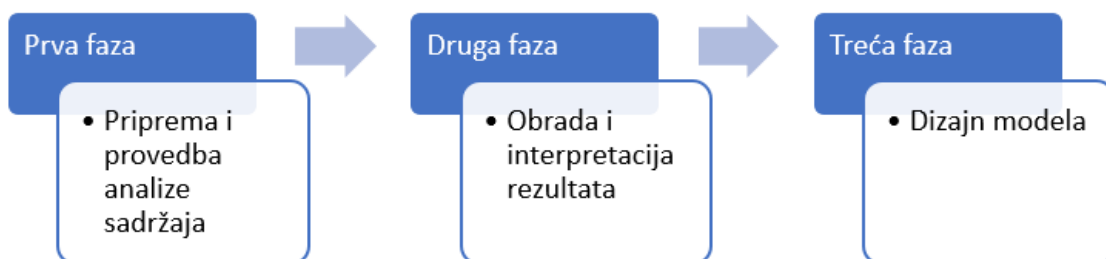 Prva faza
• Priprema i
provedba
analize
sadržaja
Druga faza
• Obrada i
interpretacija
rezultata
Treća faza
• Dizajn modela